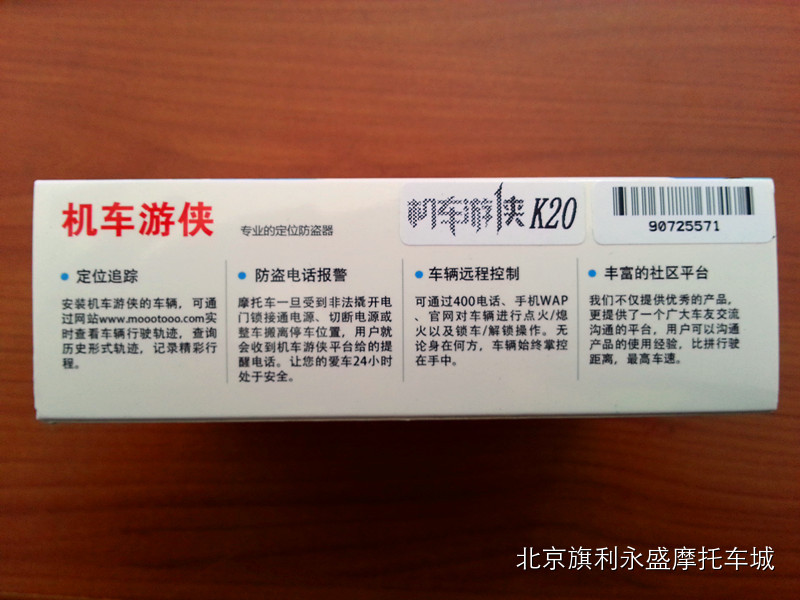 机车游侠
专业的定位防盗器
机车游侠 K20
90725571
定位追踪
安装机车游侠的车辆，可通
过网站www.moootooo.com实
时查看车辆行驶轨迹，查询
历史形式轨迹，记录精彩行
程。
防盗电话报警
摩托车一旦受到非法撬开电
门锁接通电源、切断电源或
整车搬离停车位置，用户就
会收到机车游侠平台给的提
醒电话。让您的爱车24小时
处于安全。
车辆远程控制
可通过400电话、手机WAP
、官网对车辆进行点火/熄
火以及锁车/解锁操作。无
论身在何方，车辆始终掌控
在手中。
丰富的社区平台
我们不仅提供优秀的产品，
更提供了一个广大车友交流
沟通的平台，用户可以沟通
产品的使用经验，比拼行驶
距离，最高车速。
北京旗利永盛摩托车城